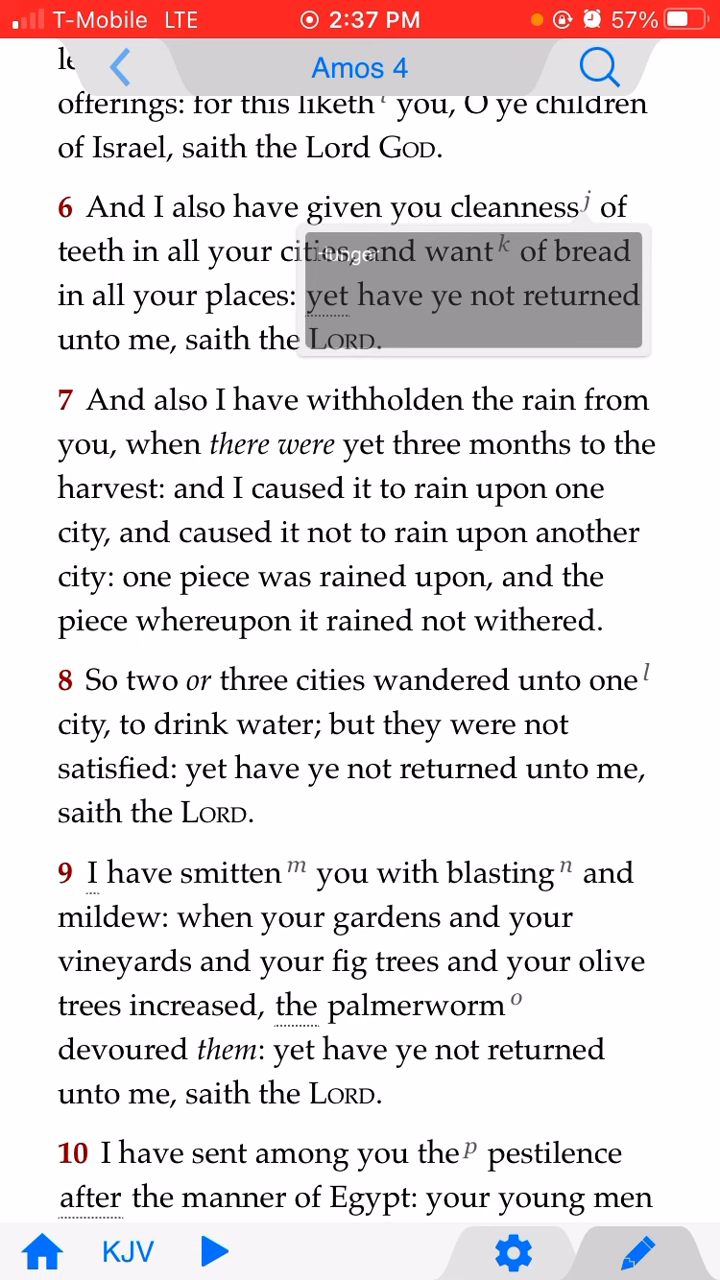 T-Mobile LTE 2:37 PM 57%
Amos 4
offerings: for this liketh i you, O ye children
of Israel, saith the Lord GOD.
6 And I also have given you cleanness j of
teeth in all your cities, and want k of bread
Hunger
in all your places: yet have ye not returned
unto me, saith the LORD.
7 And also I have withholden the rain from
you, when there were yet three months to the
harvest: and I caused it to rain upon one
city, and caused it not to rain upon another
city: one piece was rained upon, and the
piece whereupon it rained not withered.
8 So two or three cities wandered unto one l
city, to drink water; but they were not
satisfied: yet have ye not returned unto me,
saith the LORD.
9 I have smitten m you with blasting n and
mildew: when your gardens and your
vineyards and your fig trees and your olive
trees increased, the palmerworm o
devoured them: yet have ye not returned
unto me, saith the LORD.
10 I have sent among you the p pestilence
after the manner of Egypt: your young men
KJV